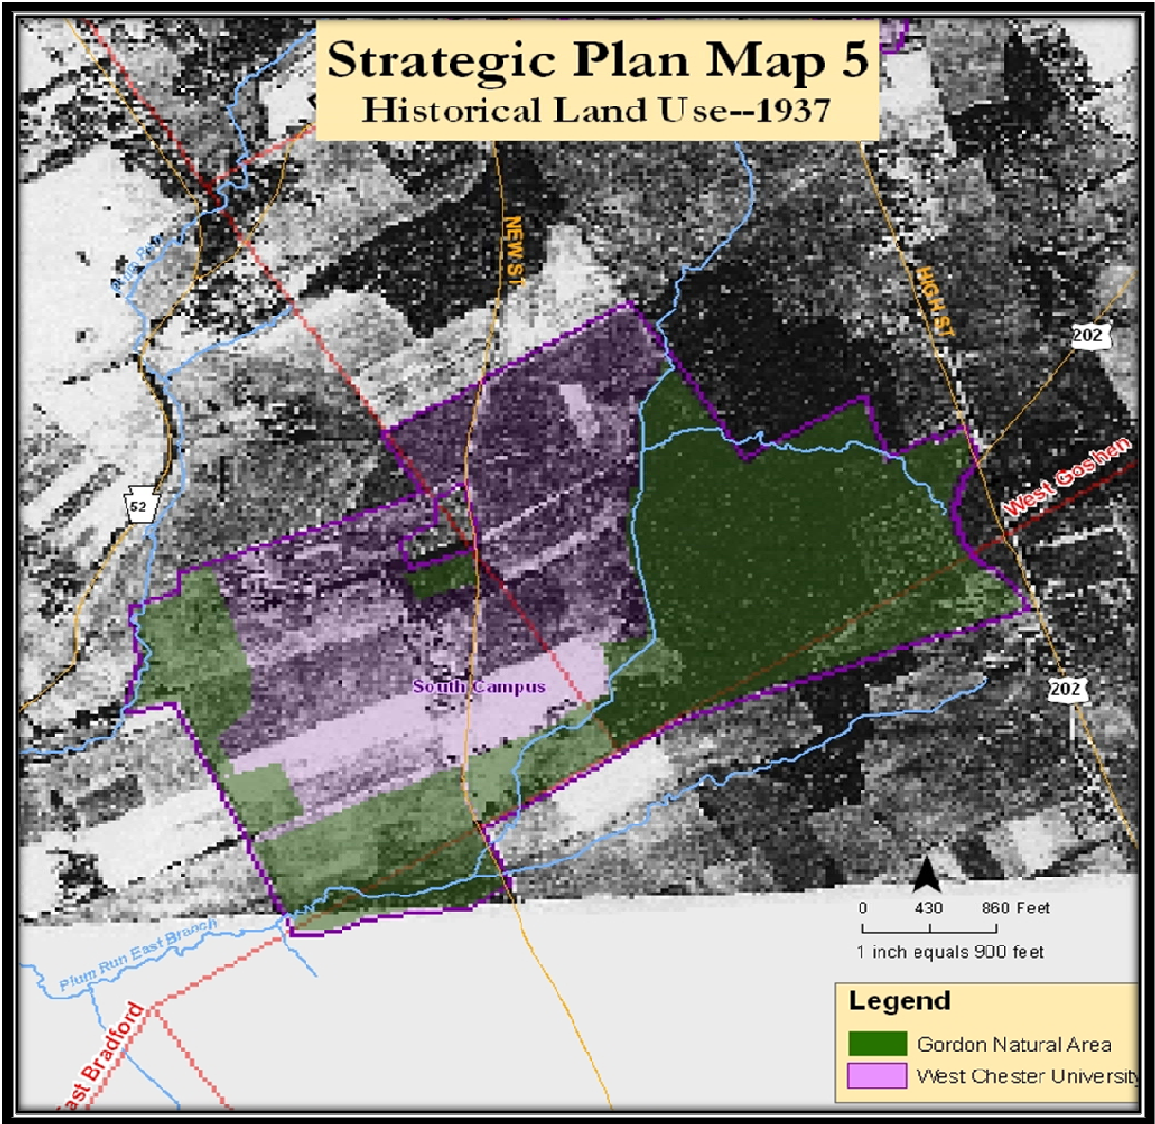 Strategic Plan Map 5
Historical Land Use--1937
NEW ST
HIGH ST
202
West Goshen
52
South Campus
202
0 430 860 Feet
1 inch equals 900 feet
Plum Run East Branch
ast Bradford
Legend
Gordon Natural Area
West Chester University